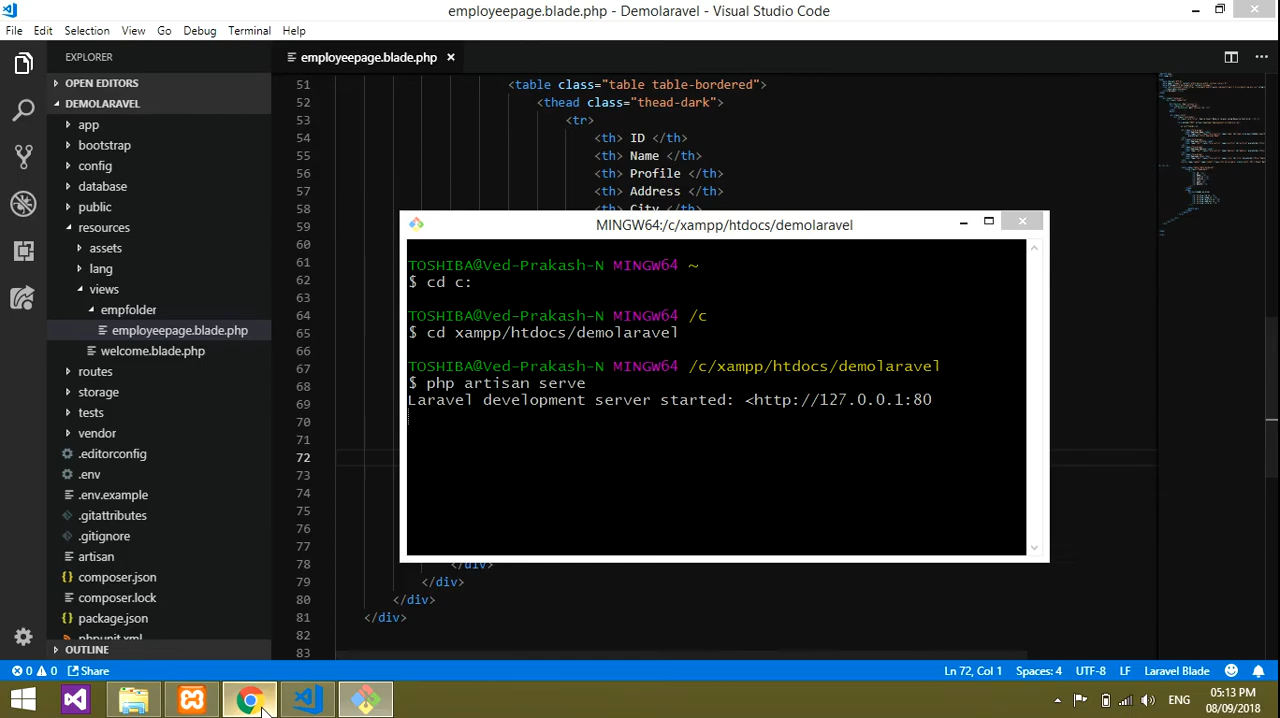 employeepage.blade.php - Demolaravel - Visual Studio Code
File Edit Selection View Go Debug Terminal Help
EXPLORER
employeepage.blade.php
OPEN EDITORS
DEMOLARAVEL
app
bootstrap
config
database
public
resources
assets
lang
views
empfolder
employeepage.blade.php
welcome.blade.php
routes
storage
tests
vendor
.editorconfig
.env
.env.example
.gitattributes
.gitignore
artisan
composer.json
composer.lock
package.json
phpunit.xml
OUTLINE
51 <table class="table table-bordered">
52 <thead class="thead-dark">
53 <tr>
54 <th> ID </th>
55 <th> Name </th>
56 <th> Profile </th>
57 <th> Address </th>
58 <th> City </th>
59
60
61
62
63
64
65
66
67
68
69
70
71
72
73
74
75
76
77
78 </div>
79 </div>
80 </div>
81 </div>
82
83
MINGW64:/c/xampp/htdocs/demolaravel
TOSHIBA@Ved-Prakash-N MINGW64 ~
$ cd c:
TOSHIBA@Ved-Prakash-N MINGW64 /c
$ cd xampp/htdocs/demolaravel
TOSHIBA@Ved-Prakash-N MINGW64 /c/xampp/htdocs/demolaravel
$ php artisan serve
Laravel development server started: <http://127.0.0.1:80
0 0 Share
Ln 72, Col 1 Spaces: 4 UTF-8 LF Laravel Blade
ENG
05:13 PM
08/09/2018